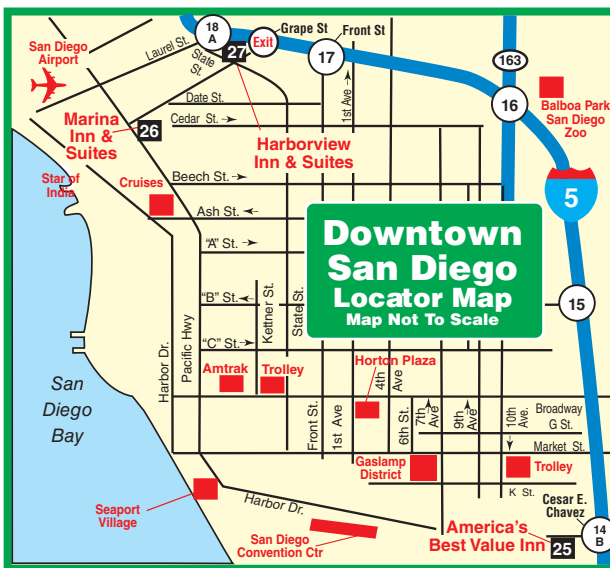 San Diego
Airport
Laurel St.
State
St.
18
A
27
Exit
Grape St
Front St
17
1st Ave
163
16
Balboa Park
San Diego
Zoo
Date St.
Cedar St.
Marina
Inn &
Suites
26
Harborview
Inn & Suites
Star of
India
Cruises
Beech St.
Ash St.
5
"A" St.
"B" St.
"C" St.
Downtown
San Diego
Locator Map
Map Not To Scale
15
Harbor Dr.
Pacific Hwy
Kettner St.
State St.
San
Diego
Bay
Amtrak
Trolley
Horton Plaza
4th
Ave
Front St.
1st Ave
6th St.
7th
Ave
9th
Ave
10th
Ave.
Broadway
G St.
Market St.
Gaslamp
District
Trolley
K St.
Seaport
Village
Harbor Dr.
San Diego
Convention Ctr
America's
Best Value Inn
25
Cesar E.
Chavez
14
B